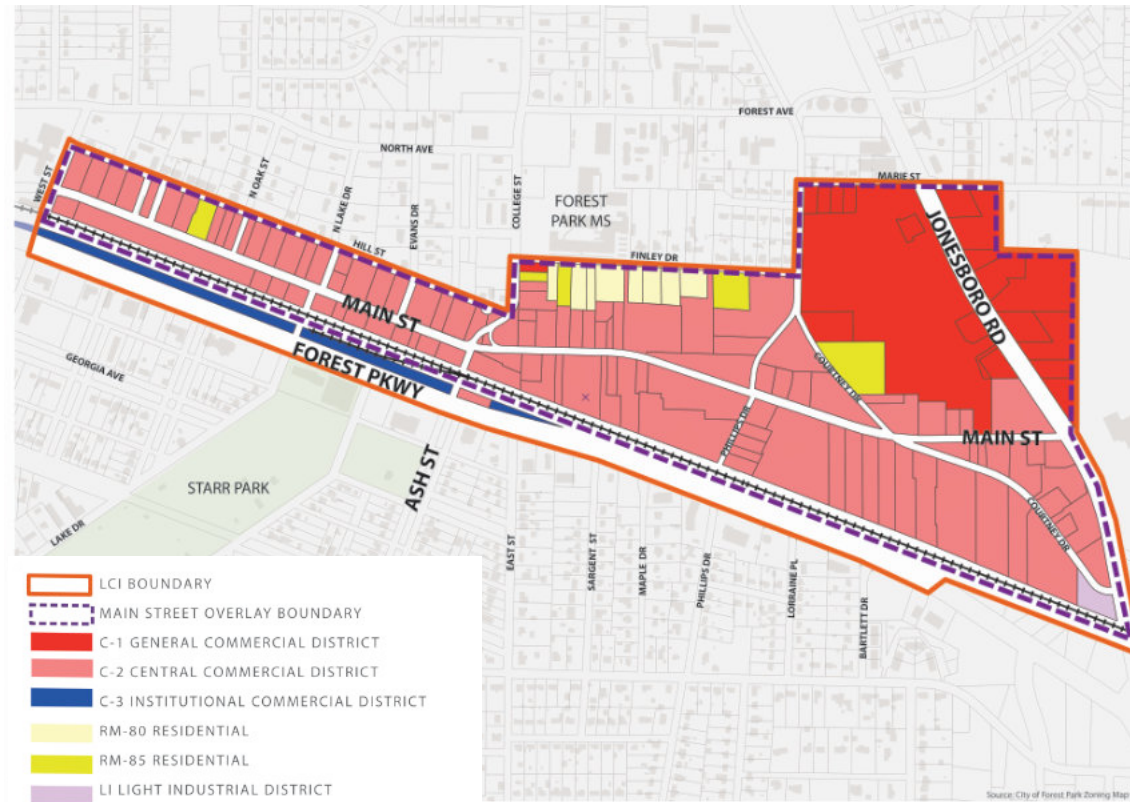 FOREST AVE
NORTH AVE
MARIE ST
WEST ST
N OAK ST
N LAKE DR
EVANS DR
COLLEGE ST
FOREST
PARK MS
HILL ST
FINLEY DR
JONESBORO RD
MAIN ST
FOREST PKWY
GEORGIA AVE
COURTNEY DR
PHILLIPS DR
MAIN ST
STARR PARK
ASH ST
LAKE DR
COURTNEY DR
EAST ST
SARGENT ST
MAPLE DR
PHILLIPS DR
LORRAINE PL
BARTLETT DR
LCI BOUNDARY
MAIN STREET OVERLAY BOUNDARY
C-1 GENERAL COMMERCIAL DISTRICT
C-2 CENTRAL COMMERCIAL DISTRICT
C-3 INSTITUTIONAL COMMERCIAL DISTRICT
RM-80 RESIDENTIAL
RM-85 RESIDENTIAL
LI LIGHT INDUSTRIAL DISTRICT
Source: City of Forest Park Zoning Map